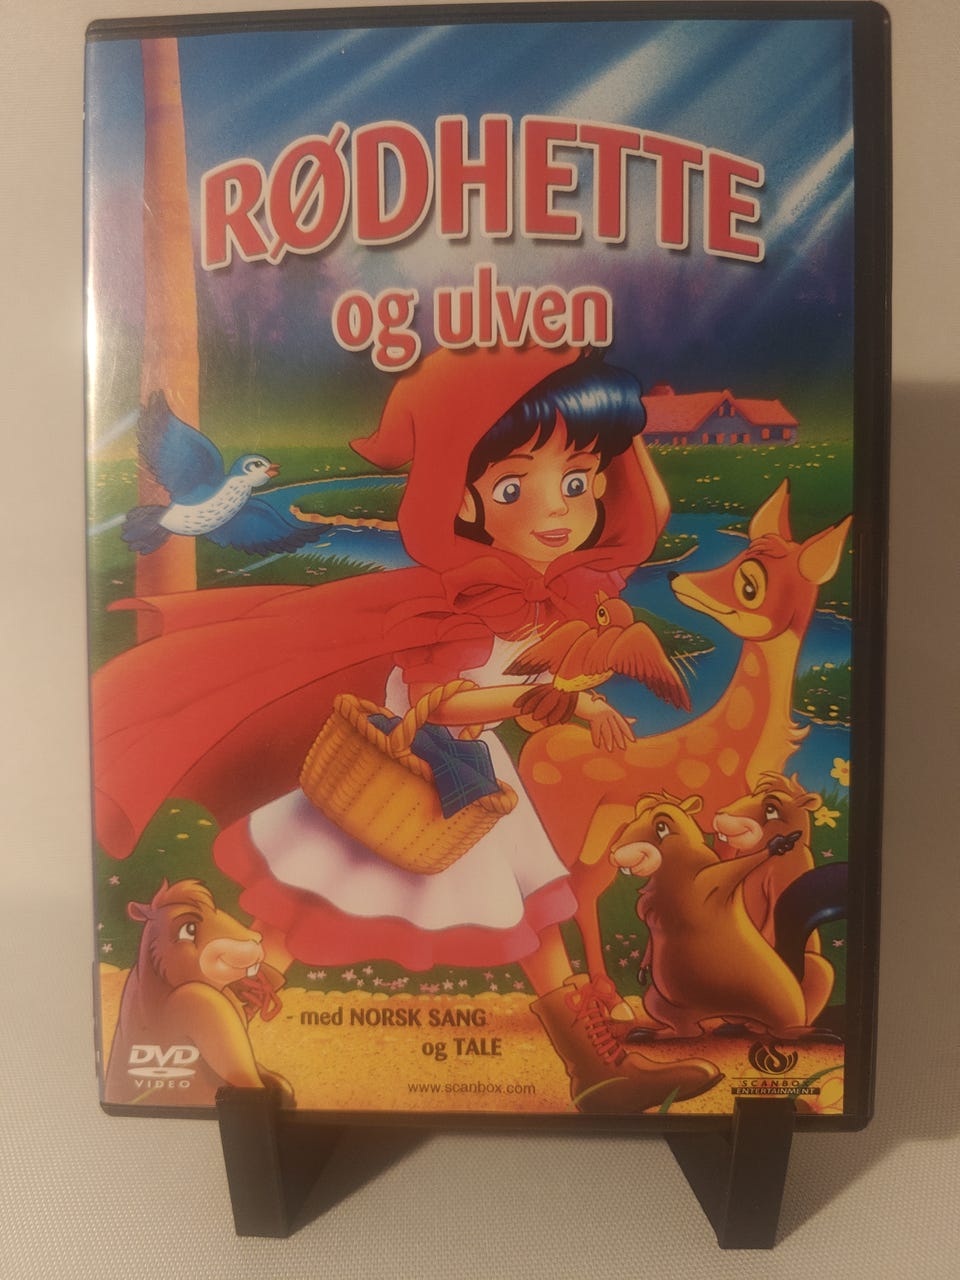 RØDHETTE
og ulven
- med NORSK SANG
og TALE
www.scanbox.com
DVD
VIDEO
SCANBOX
ENTERTAINMENT